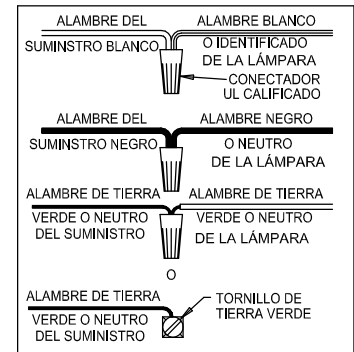 ALAMBRE DEL ALAMBRE BLANCO
SUMINSTRO BLANCO O IDENTIFICADO
DE LA LÁMPARA
CONECTADOR
UL CALIFICADO
ALAMBRE DEL ALAMBRE NEGRO
SUMINSTRO NEGRO O NEUTRO
DE LA LÁMPARA
ALAMBRE DE TIERRA ALAMBRE DE TIERRA
VERDE O NEUTRO VERDE O NEUTRO
DEL SUMINISTRO DE LA LÁMPARA
O
ALAMBRE DE TIERRA TORNILLO DE
VERDE O NEUTRO TIERRA VERDE
DEL SUMINISTRO